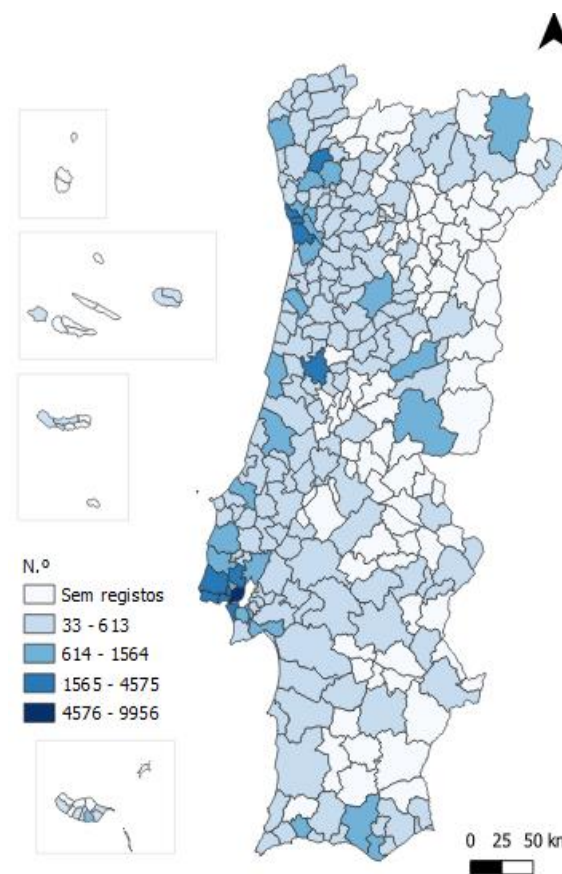 N.º
Sem registos
33 - 613
614 - 1564
1565 - 4575
4576 - 9956
0 25 50 km